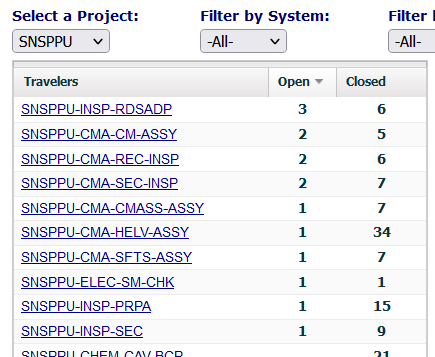 Select a Project: Filter by System: Filter
SNSPPU -All- -All-
Travelers Open Closed
SNSPPU-INSP-RDSADP 3 6
SNSPPU-CMA-CM-ASSY 2 5
SNSPPU-CMA-REC-INSP 2 6
SNSPPU-CMA-SEC-INSP 2 7
SNSPPU-CMA-CMASS-ASSY 1 7
SNSPPU-CMA-HELV-ASSY 1 34
SNSPPU-CMA-SFTS-ASSY 1 7
SNSPPU-ELEC-SM-CHK 1 1
SNSPPU-INSP-PRPA 1 15
SNSPPU-INSP-SEC 1 9
SNSPPU-CHEM-CAV-BCP 21